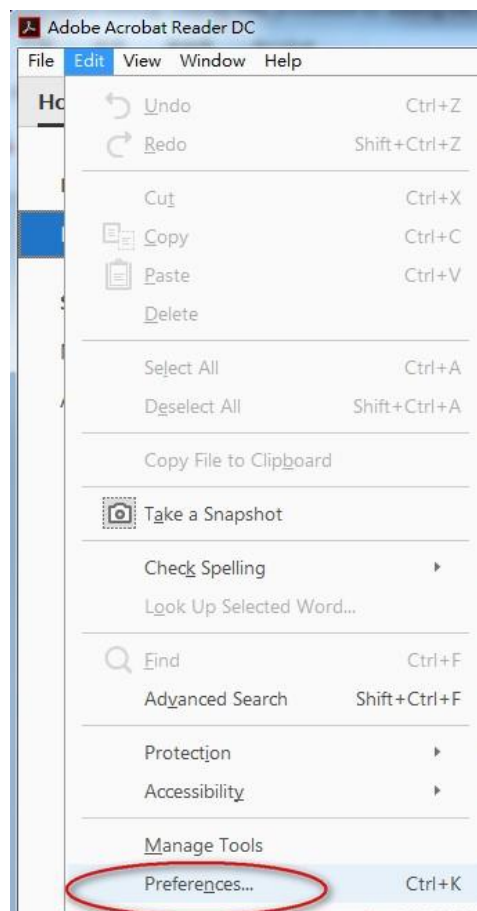 Adobe Acrobat Reader DC
File Edit View Window Help
Undo Ctrl+Z
Redo Shift+Ctrl+Z
Cut Ctrl+X
Copy Ctrl+C
Paste Ctrl+V
Delete
Select All Ctrl+A
Deselect All Shift+Ctrl+A
Copy File to Clipboard
Take a Snapshot
Check Spelling
Look Up Selected Word...
Find Ctrl+F
Advanced Search Shift+Ctrl+F
Protection
Accessibility
Manage Tools
Preferences... Ctrl+K